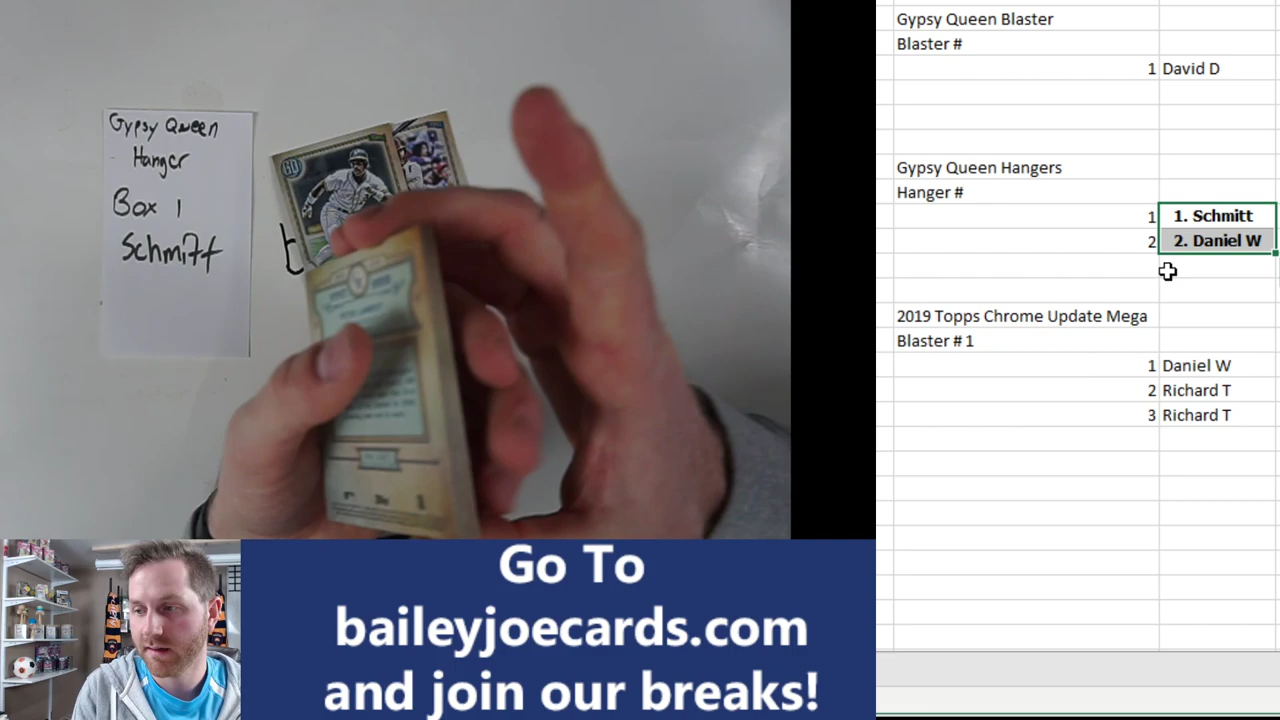 Gypsy Queen
Hanger
Box 1
Schmitt
GQ
Gypsy Queen Blaster
Blaster #
1 David D
Gypsy Queen Hangers
Hanger #
1 1. Schmitt
2 2. Daniel W
2019 Topps Chrome Update Mega
Blaster # 1
1 Daniel W
2 Richard T
3 Richard T
Go To
baileyjoecards.com
and join our breaks!